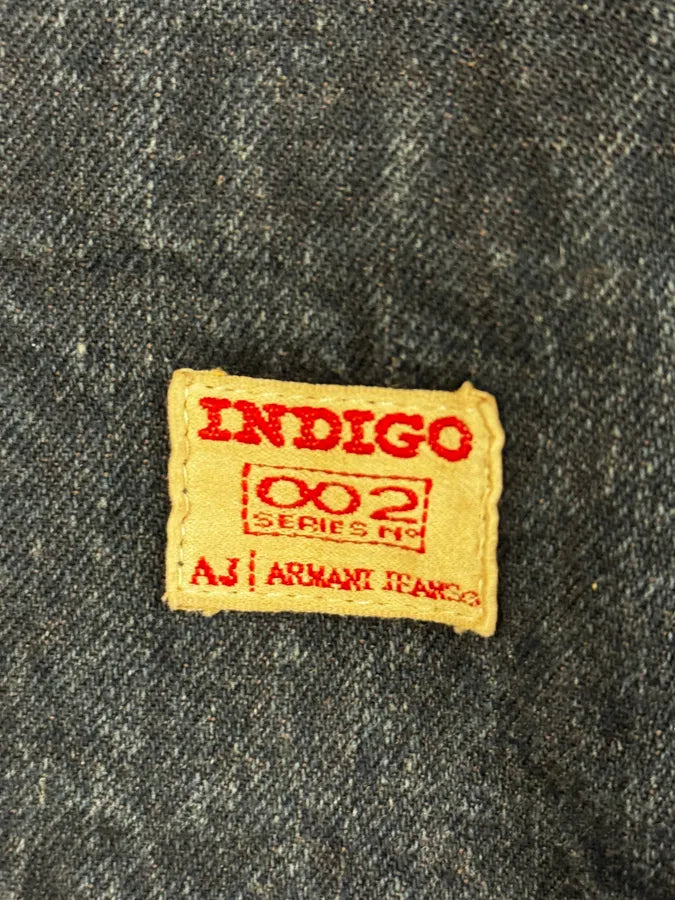 INDIGO
002
SERIES Nº
AJ | ARMANI JEANS®